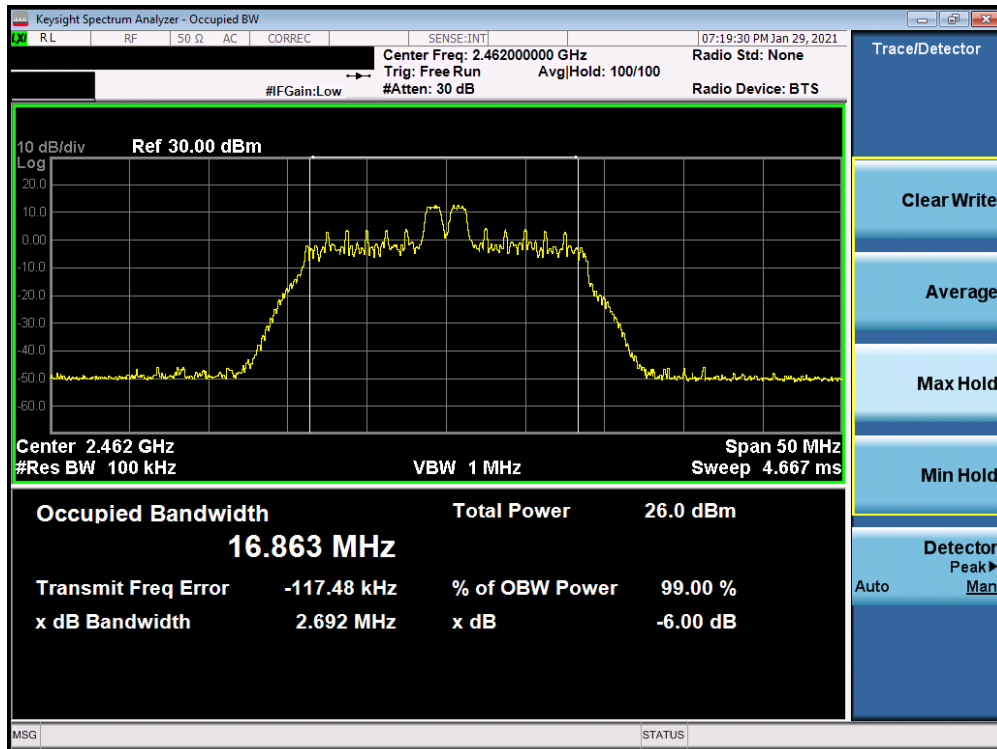 Keysight Spectrum Analyzer - Occupied BW
LXI RL RF 50 Ω AC CORREC SENSE:INT 07:19:30 PM Jan 29, 2021
Center Freq: 2.462000000 GHz Radio Std: None
Trig: Free Run Avg|Hold: 100/100
#IFGain:Low #Atten: 30 dB Radio Device: BTS
Trace/Detector
10 dB/div Ref 30.00 dBm
Log
20.0
10.0
0.00
-10.0
-20.0
-30.0
-40.0
-50.0
-60.0
Center 2.462 GHz Span 50 MHz
#Res BW 100 kHz VBW 1 MHz Sweep 4.667 ms
Occupied Bandwidth Total Power 26.0 dBm
16.863 MHz
Transmit Freq Error -117.48 kHz % of OBW Power 99.00 %
x dB Bandwidth 2.692 MHz x dB -6.00 dB
Clear Write
Average
Max Hold
Min Hold
Detector
Peak▶
Auto Man
MSG STATUS